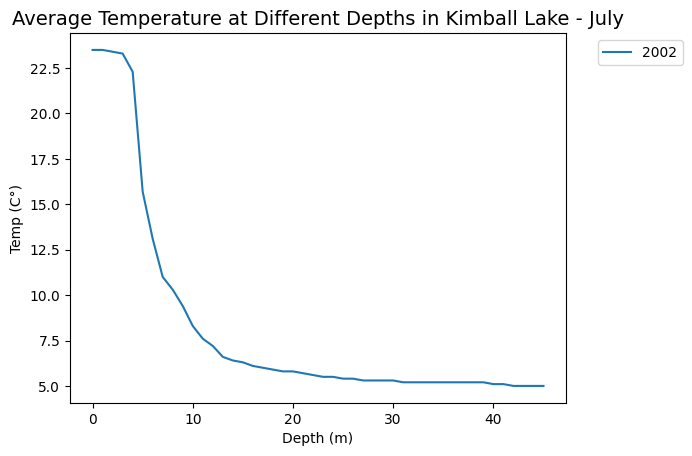 Average Temperature at Different Depths in Kimball Lake - July
2002
22.5
20.0
17.5
15.0
12.5
10.0
7.5
5.0
Temp (C°)
0 10 20 30 40
Depth (m)